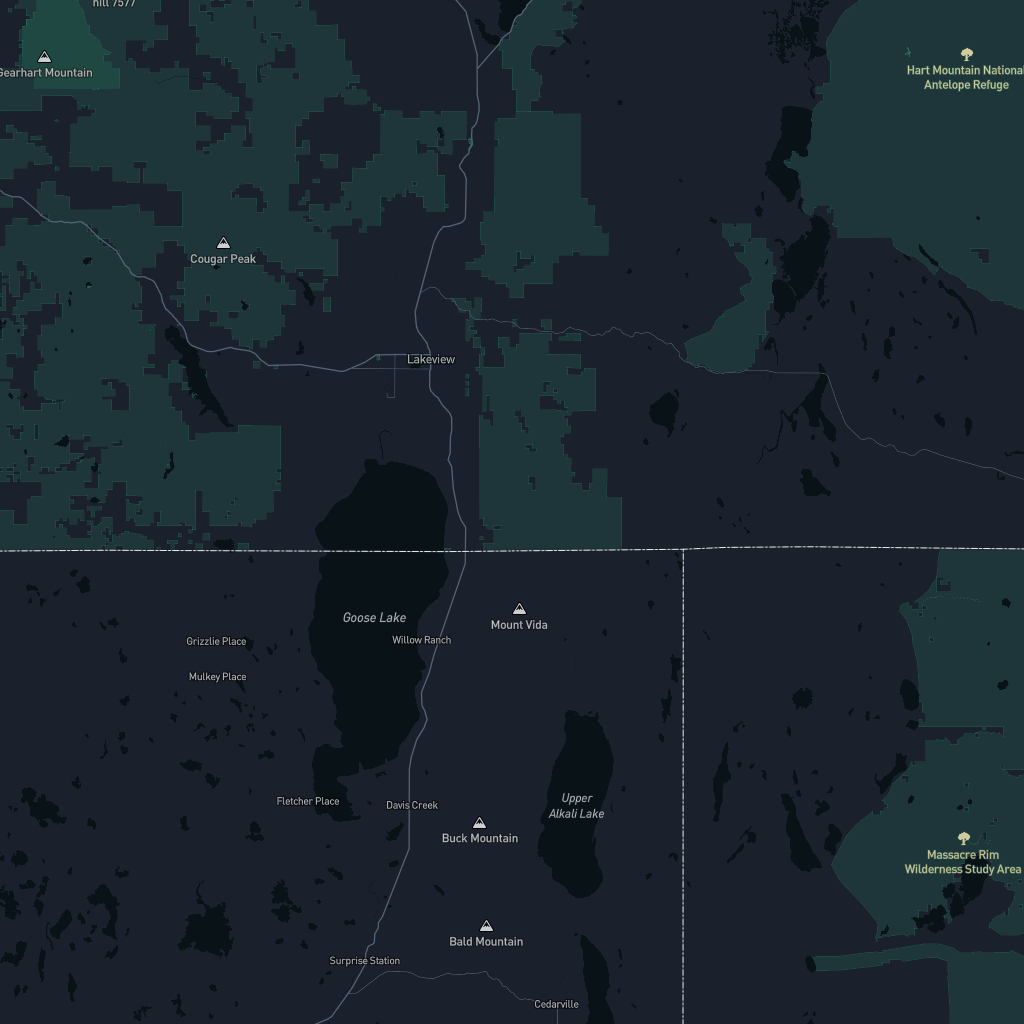 hill 7577
Gearhart Mountain
Hart Mountain National
Antelope Refuge
Cougar Peak
Lakeview
Goose Lake
Mount Vida
Willow Ranch
Grizzlie Place
Mulkey Place
Upper
Alkali Lake
Fletcher Place
Davis Creek
Buck Mountain
Massacre Rim
Wilderness Study Area
Bald Mountain
Surprise Station
Cedarville